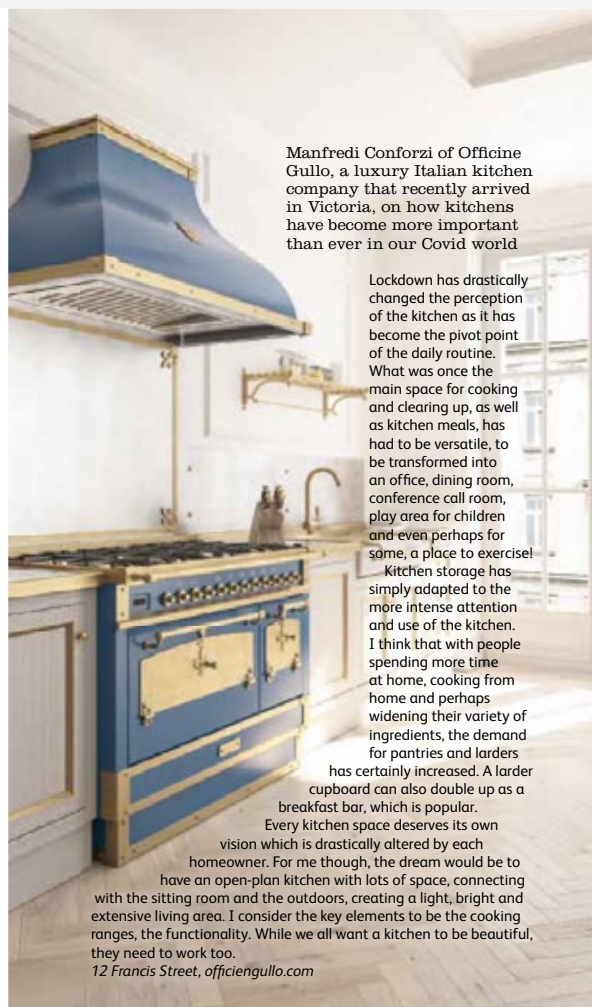 Manfredi Conforzi of Officine
Gullo, a luxury Italian kitchen
company that recently arrived
in Victoria, on how kitchens
have become more important
than ever in our Covid world
Lockdown has drastically
changed the perception
of the kitchen as it has
become the pivot point
of the daily routine.
What was once the
main space for cooking
and clearing up, as well
as kitchen meals, has
had to be versatile, to
be transformed into
an office, dining room,
conference call room,
play area for children
and even perhaps for
some, a place to exercise!
Kitchen storage has
simply adapted to the
more intense attention
and use of the kitchen.
I think that with people
spending more time
at home, cooking from
home and perhaps
widening their variety of
ingredients, the demand
for pantries and larders
has certainly increased. A larder
cupboard can also double up as a
breakfast bar, which is popular.
Every kitchen space deserves its own
vision which is drastically altered by each
homeowner. For me though, the dream would be to
have an open-plan kitchen with lots of space, connecting
with the sitting room and the outdoors, creating a light, bright and
extensive living area. I consider the key elements to be the cooking
ranges, the functionality. While we all want a kitchen to be beautiful,
they need to work too.
12 Francis Street, officiengullo.com